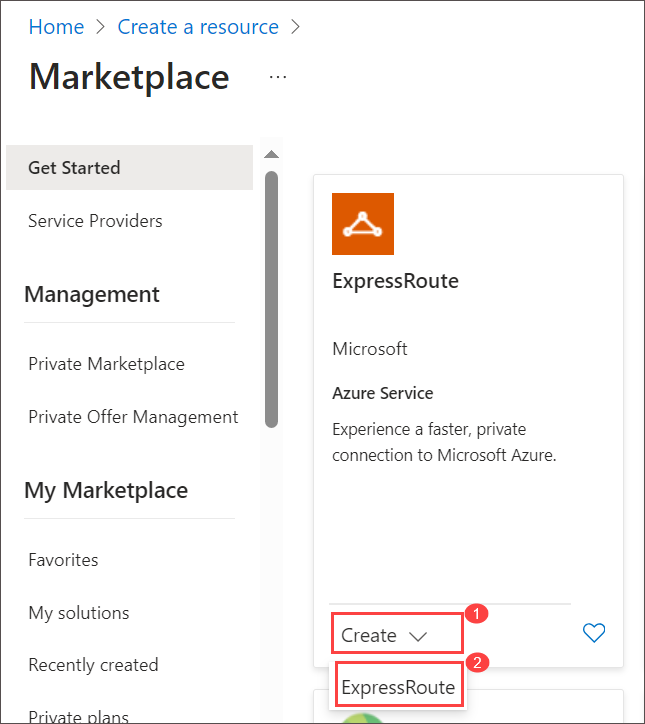 Home > Create a resource >
Marketplace ...
Get Started
Service Providers
Management
Private Marketplace
Private Offer Management
My Marketplace
Favorites
My solutions
Recently created
Private plans
ExpressRoute
Microsoft
Azure Service
Experience a faster, private
connection to Microsoft Azure.
Create
1
ExpressRoute
2